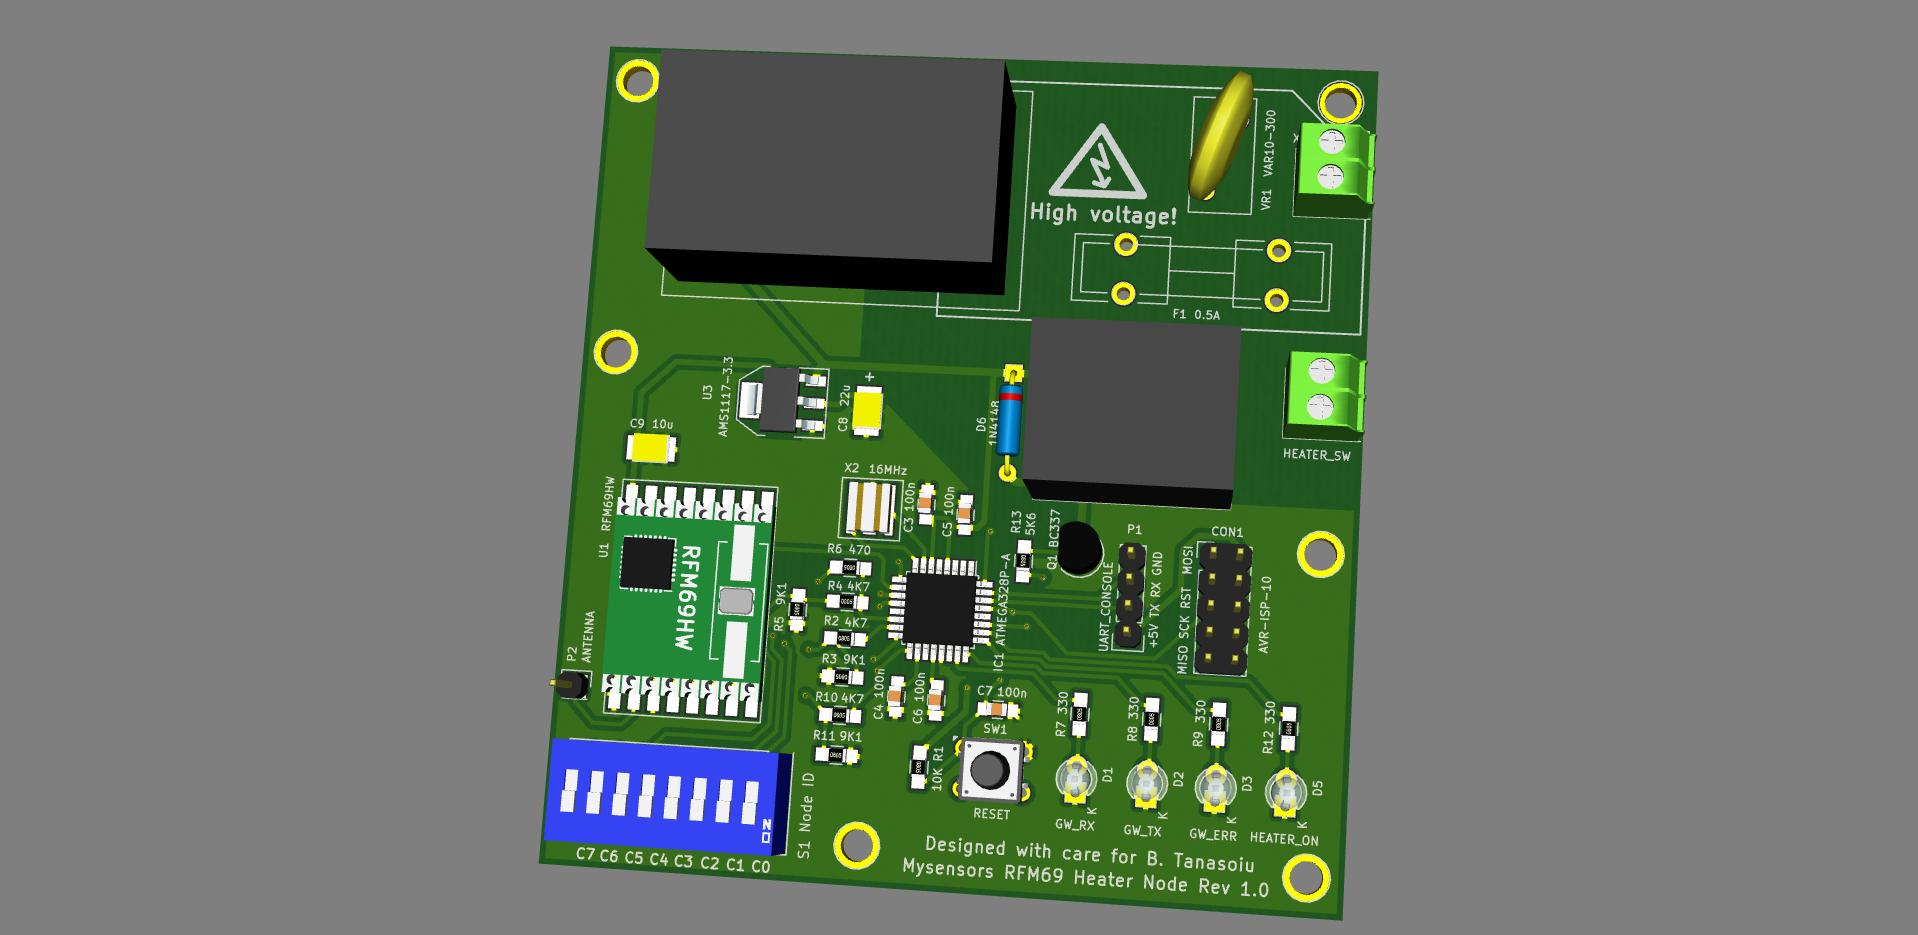 VAR10-300
VR1
High voltage!
F1 0.5A
U3
AMS1117-3.3
C8 22u
+
D6
1N4148
C9 10u
HEATER_SW
X2 16MHz
RFM69HW
U1
RFM69HW
C3 100n
C5 100n
R13
5K6
Q1 BC337
P1
UART_CONSOLE
+5V TX RX GND
CON1
MISO SCK RST MOSI
AVR-ISP-10
R6 470
R4 4K7
R5 9K1
R2 4K7
R3 9K1
R10 4K7
R11 9K1
IC1 ATMEGA328P-A
P2
ANTENNA
C4 100n
C6 100n
C7 100n
SW1
10K R1
RESET
R7 330
R8 330
R9 330
R12 330
D1
D2
D3
D5
K
K
K
K
GW_RX
GW_TX
GW_ERR
HEATER_ON
ON
S1 Node ID
C7 C6 C5 C4 C3 C2 C1 C0
Designed with care for B. Tanasoiu
Mysensors RFM69 Heater Node Rev 1.0